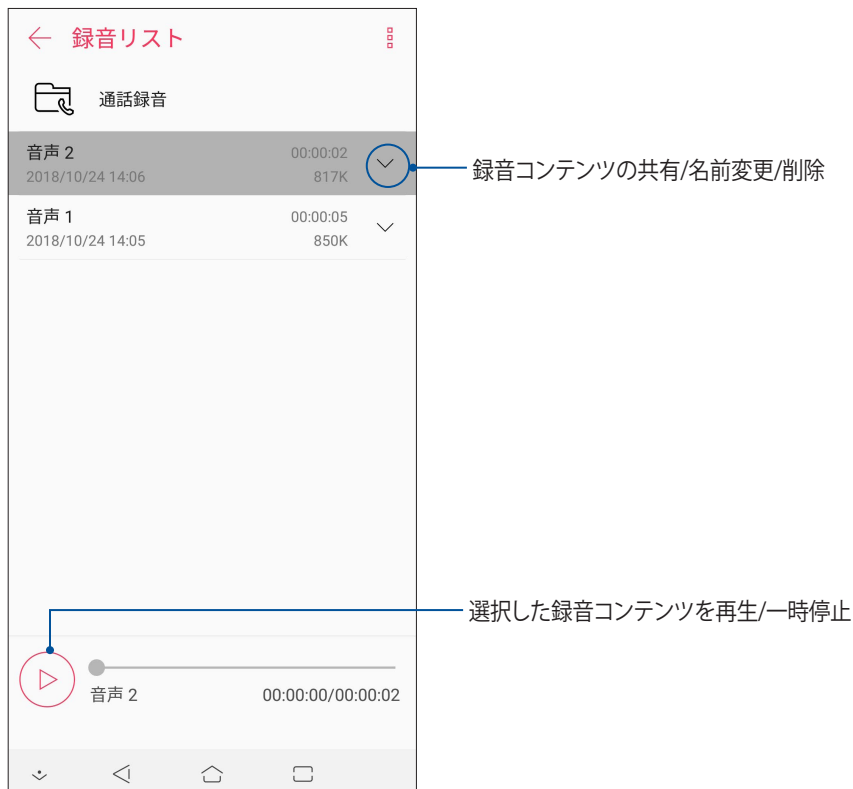 録音リスト
通話録音
音声 2 00:00:02
2018/10/24 14:06 817K
録音コンテンツの共有/名前変更/削除
音声 1 00:00:05
2018/10/24 14:05 850K
選択した録音コンテンツを再生/一時停止
音声 2 00:00:00/00:00:02